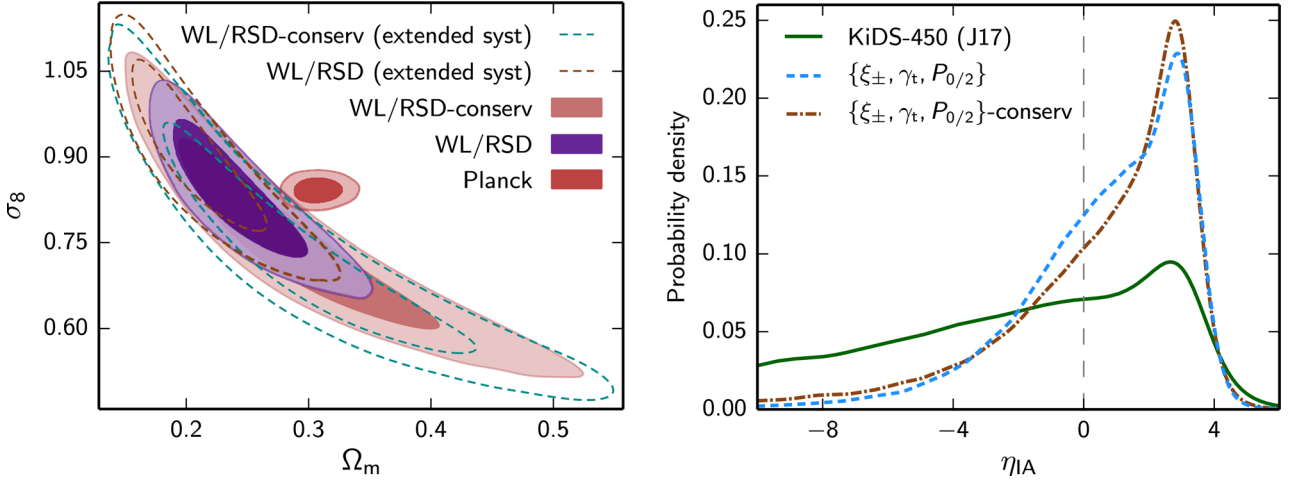 WL/RSD-conserv (extended syst)
WL/RSD (extended syst)
WL/RSD-conserv
WL/RSD
Planck
1.05
0.90
0.75
0.60
σ8
0.2
0.3
0.4
0.5
Ωm
KiDS-450 (J17)
{ξ±, γt, P0/2}
{ξ±, γt, P0/2}-conserv
0.25
0.20
0.15
0.10
0.05
0.00
Probability density
−8
−4
0
4
ηIA